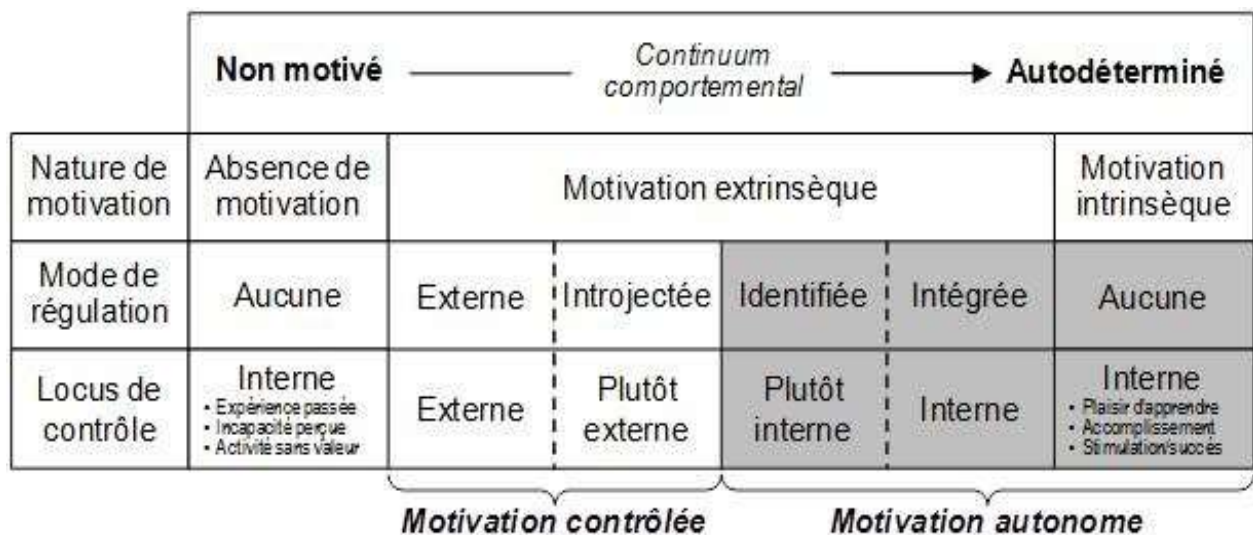 Non motivé
Continuum
comportemental
Autodéterminé
Nature de
motivation
Absence de
motivation
Motivation extrinsèque
Motivation
intrinsèque
Mode de
régulation
Aucune
Externe
Introjectée
Identifiée
Intégrée
Aucune
Locus de
contrôle
Interne
• Expérience passée
• Incapacité perçue
• Activité sans valeur
Externe
Plutôt
externe
Plutôt
interne
Interne
Interne
• Plaisir d'apprendre
• Accomplissement
• Stimulation/succés
Motivation contrôlée
Motivation autonome